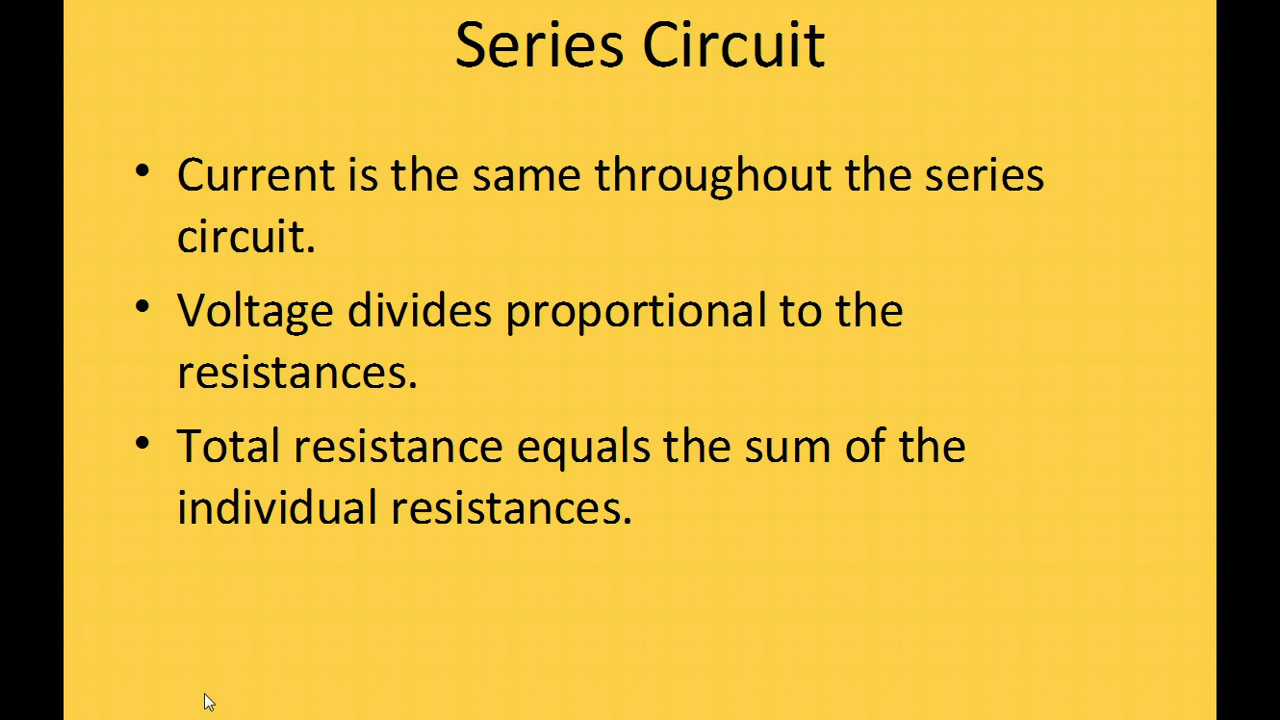 Series Circuit
• Current is the same throughout the series
circuit.
• Voltage divides proportional to the
resistances.
• Total resistance equals the sum of the
individual resistances.